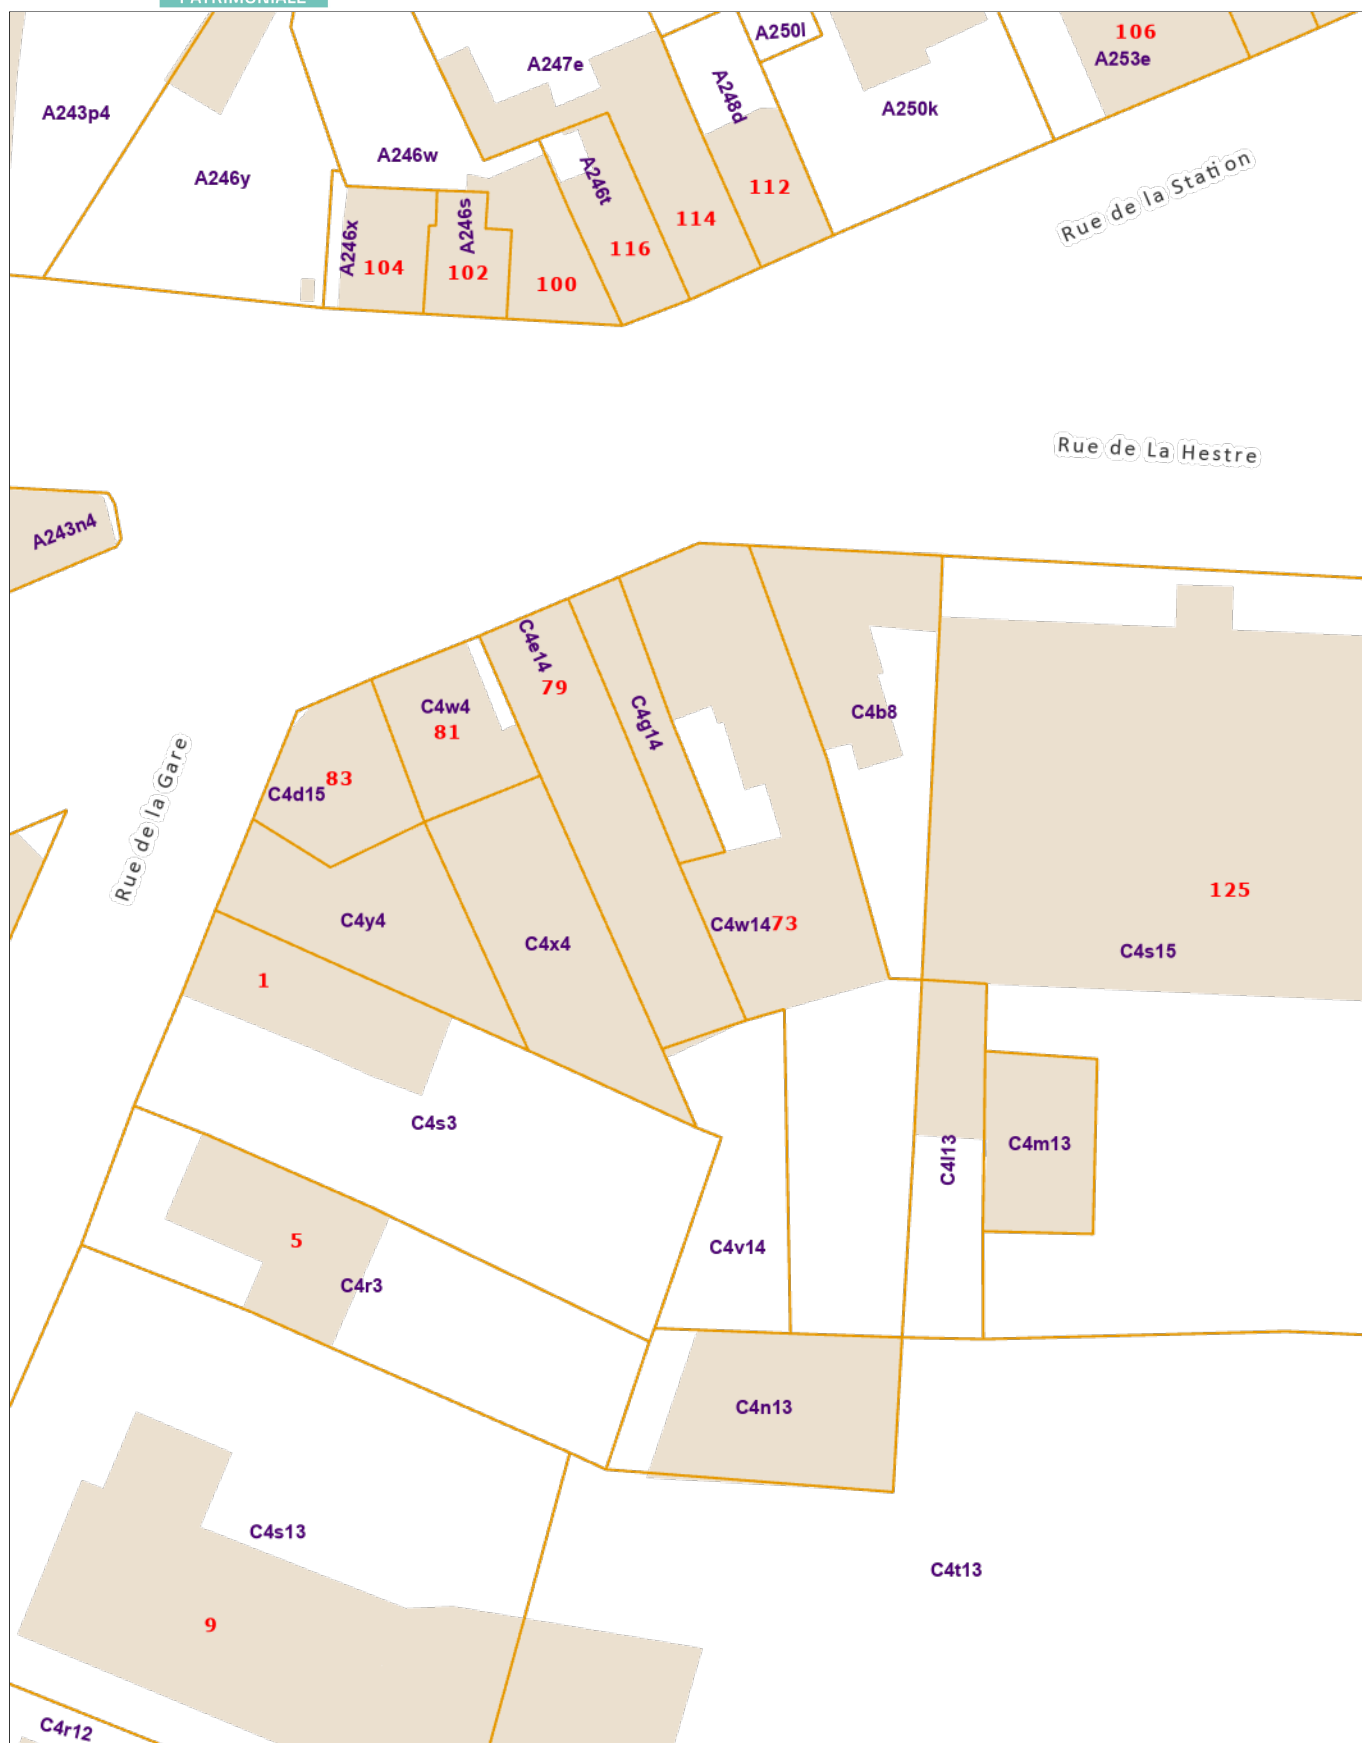 PATRIMONIALE
106
A250l
A253e
A247e
A248d
A243p4
A250k
A246w
A246y
A246t
112
Rue de la Station
114
A246s
A246x
116
104
102
100
Rue de La Hestre
A243n4
C4e14
79
C4w4
81
C4g14
C4b8
83
C4d15
Rue de la Gare
125
C4y4
C4w14
73
C4x4
C4s15
1
C4s3
C4l13
C4m13
5
C4v14
C4r3
C4n13
C4s13
C4t13
9
C4r12